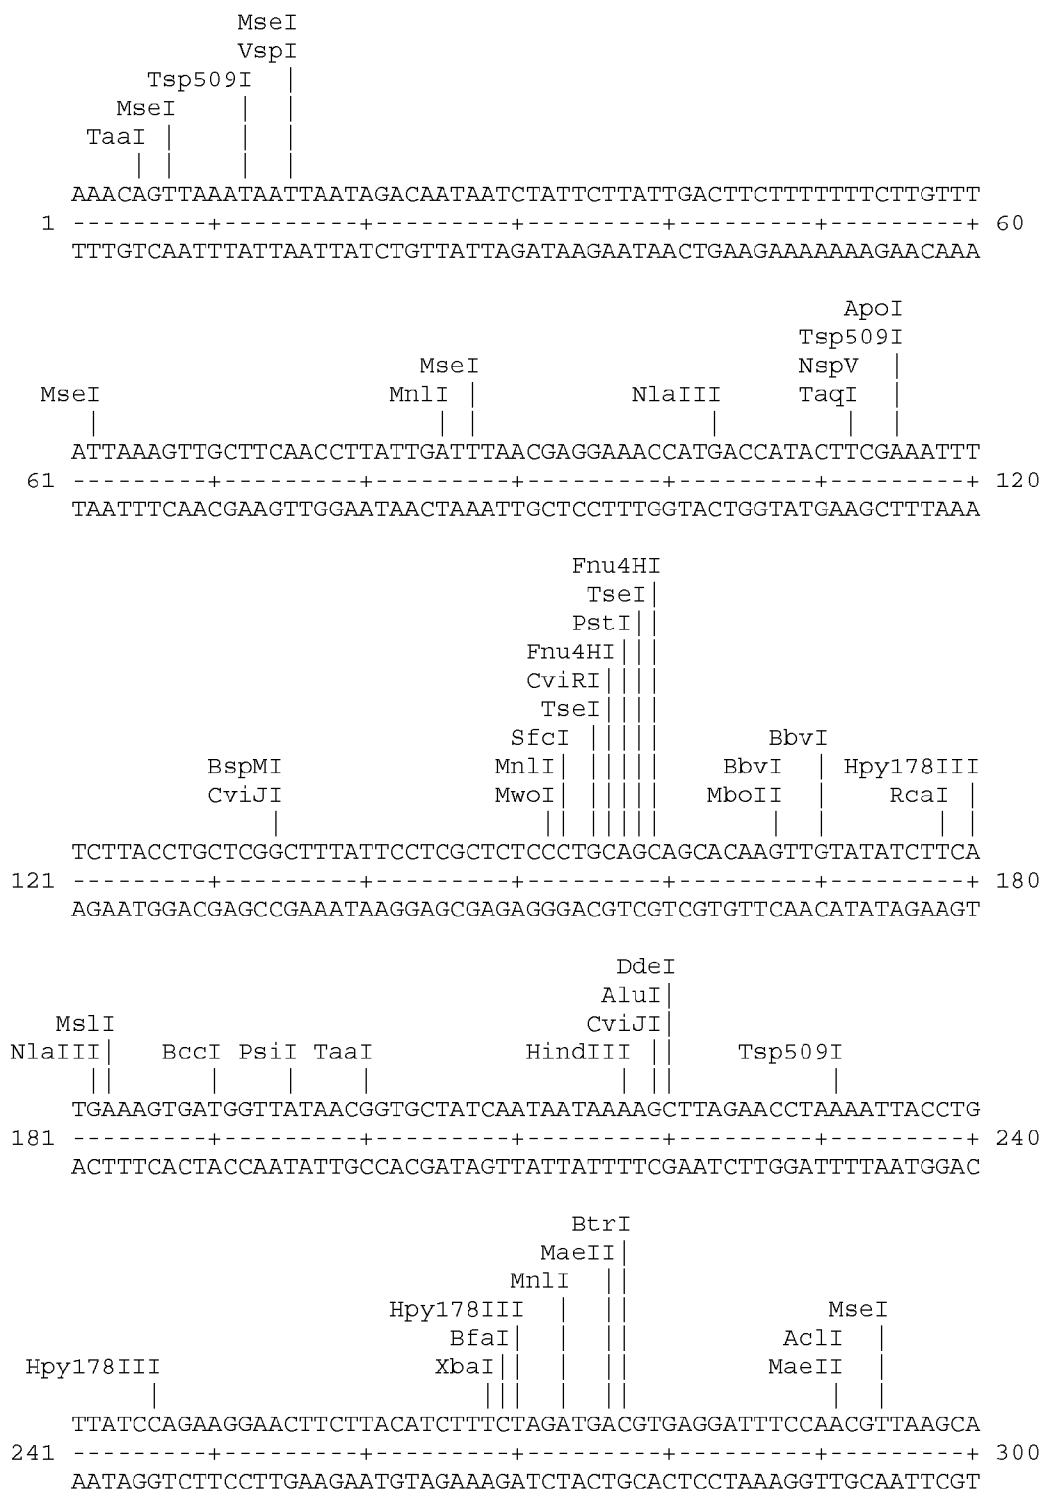 MseI
VspI
Tsp509I |
MseI | |
TaaI | | |
| | | |
AAACAGTTAAATAATTAATAGACAATAATCTATTCTTATTGACTTCTTTTTTTCTTGTTT
1 ---------+---------+---------+---------+---------+---------+ 60
TTTGTCAATTTATTAATTATCTGTTATTAGATAAGAATAACTGAAGAAAAAAAGAACAAA
ApoI
Tsp509I
MseI NspV |
MseI MnlI | NlaIII TaqI |
| | | | | |
ATTAAAGTTGCTTCAACCTTATTGATTTAACGAGGAAACCATGACCATACTTCGAAATTT
61 ---------+---------+---------+---------+---------+---------+ 120
TAATTTCAACGAAGTTGGAATAACTAAATTGCTCCTTTGGTACTGGTATGAAGCTTTAAA
Fnu4HI
TseI|
PstI||
Fnu4HI|||
CviRI||||
TseI||||
SfcI ||||| BbvI
BspMI MnlI| ||||| BbvI | Hpy178III
CviJI MwoI| ||||| MboII | RcaI |
| || ||||| | | | |
TCTTACCTGCTCGGCTTTATTCCTCGCTCTCCCTGCAGCAGCACAAGTTGTATATCTTCA
121 ---------+---------+---------+---------+---------+---------+ 180
AGAATGGACGAGCCGAAATAAGGAGCGAGAGGGACGTCGTCGTGTTCAACATATAGAAGT
DdeI
AluI|
MslI CviJI|
NlaIII| BccI PsiI TaaI HindIII || Tsp509I
|| | | | | || |
TGAAAGTGATGGTTATAACGGTGCTATCAATAATAAAAGCTTAGAACCTAAAATTACCTG
181 ---------+---------+---------+---------+---------+---------+ 240
ACTTTCACTACCAATATTGCCACGATAGTTATTATTTTCGAATCTTGGATTTTAATGGAC
BtrI
MaeII|
MnlI ||
Hpy178III | || MseI
BfaI| | || AclI |
Hpy178III XbaI|| | || MaeII |
| ||| | || | |
TTATCCAGAAGGAACTTCTTACATCTTTCTAGATGACGTGAGGATTTCCAACGTTAAGCA
241 ---------+---------+---------+---------+---------+---------+ 300
AATAGGTCTTCCTTGAAGAATGTAGAAAGATCTACTGCACTCCTAAAGGTTGCAATTCGT